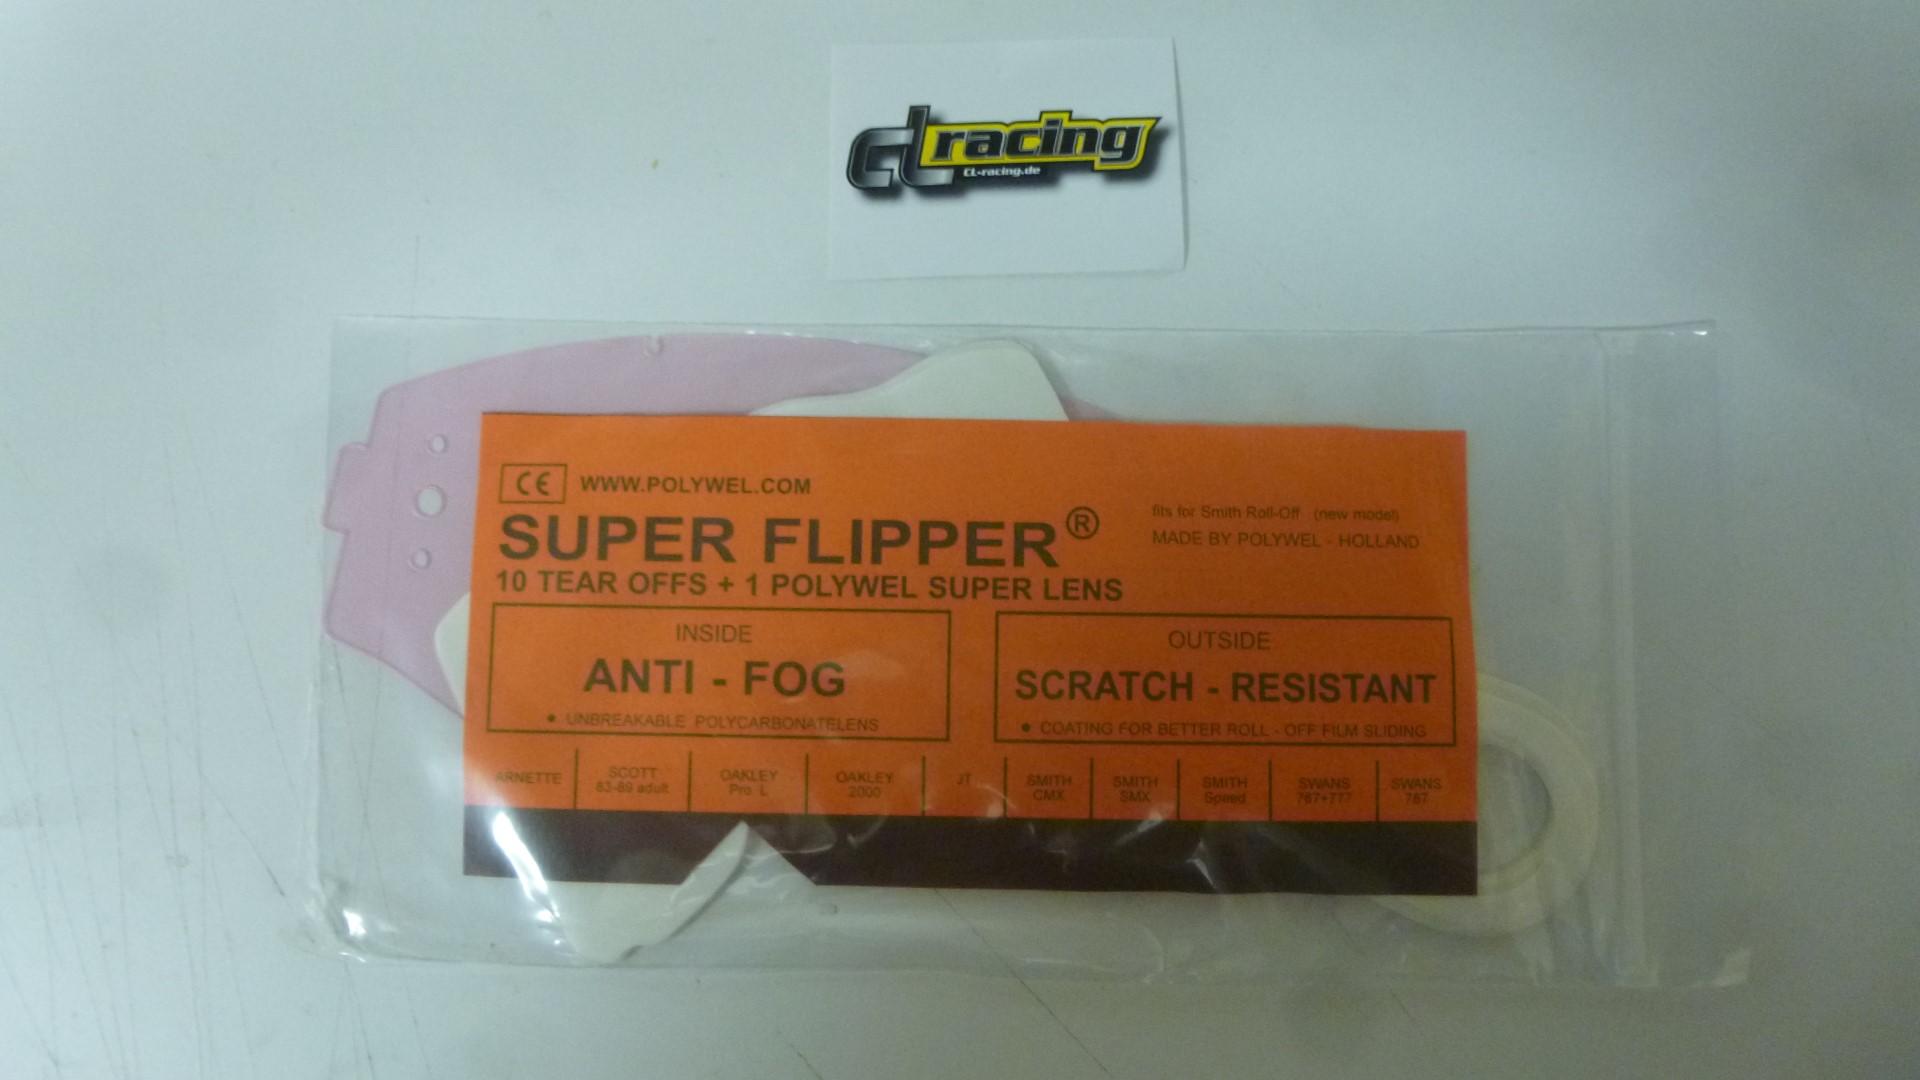 cl racing
CL-racing.de
CE WWW.POLYWEL.COM
SUPER FLIPPER®
10 TEAR OFFS + 1 POLYWEL SUPER LENS
fits for Smith Roll-Off (new model)
MADE BY POLYWEL - HOLLAND
INSIDE
ANTI - FOG
• UNBREAKABLE POLYCARBONATELENS
OUTSIDE
SCRATCH - RESISTANT
• COATING FOR BETTER ROLL - OFF FILM SLIDING
ARNETTE
SCOTT
83-89 adult
OAKLEY
Pro L
OAKLEY
2000
JT
SMITH
CMX
SMITH
SMX
SMITH
Speed
SWANS
767+777
SWANS
787